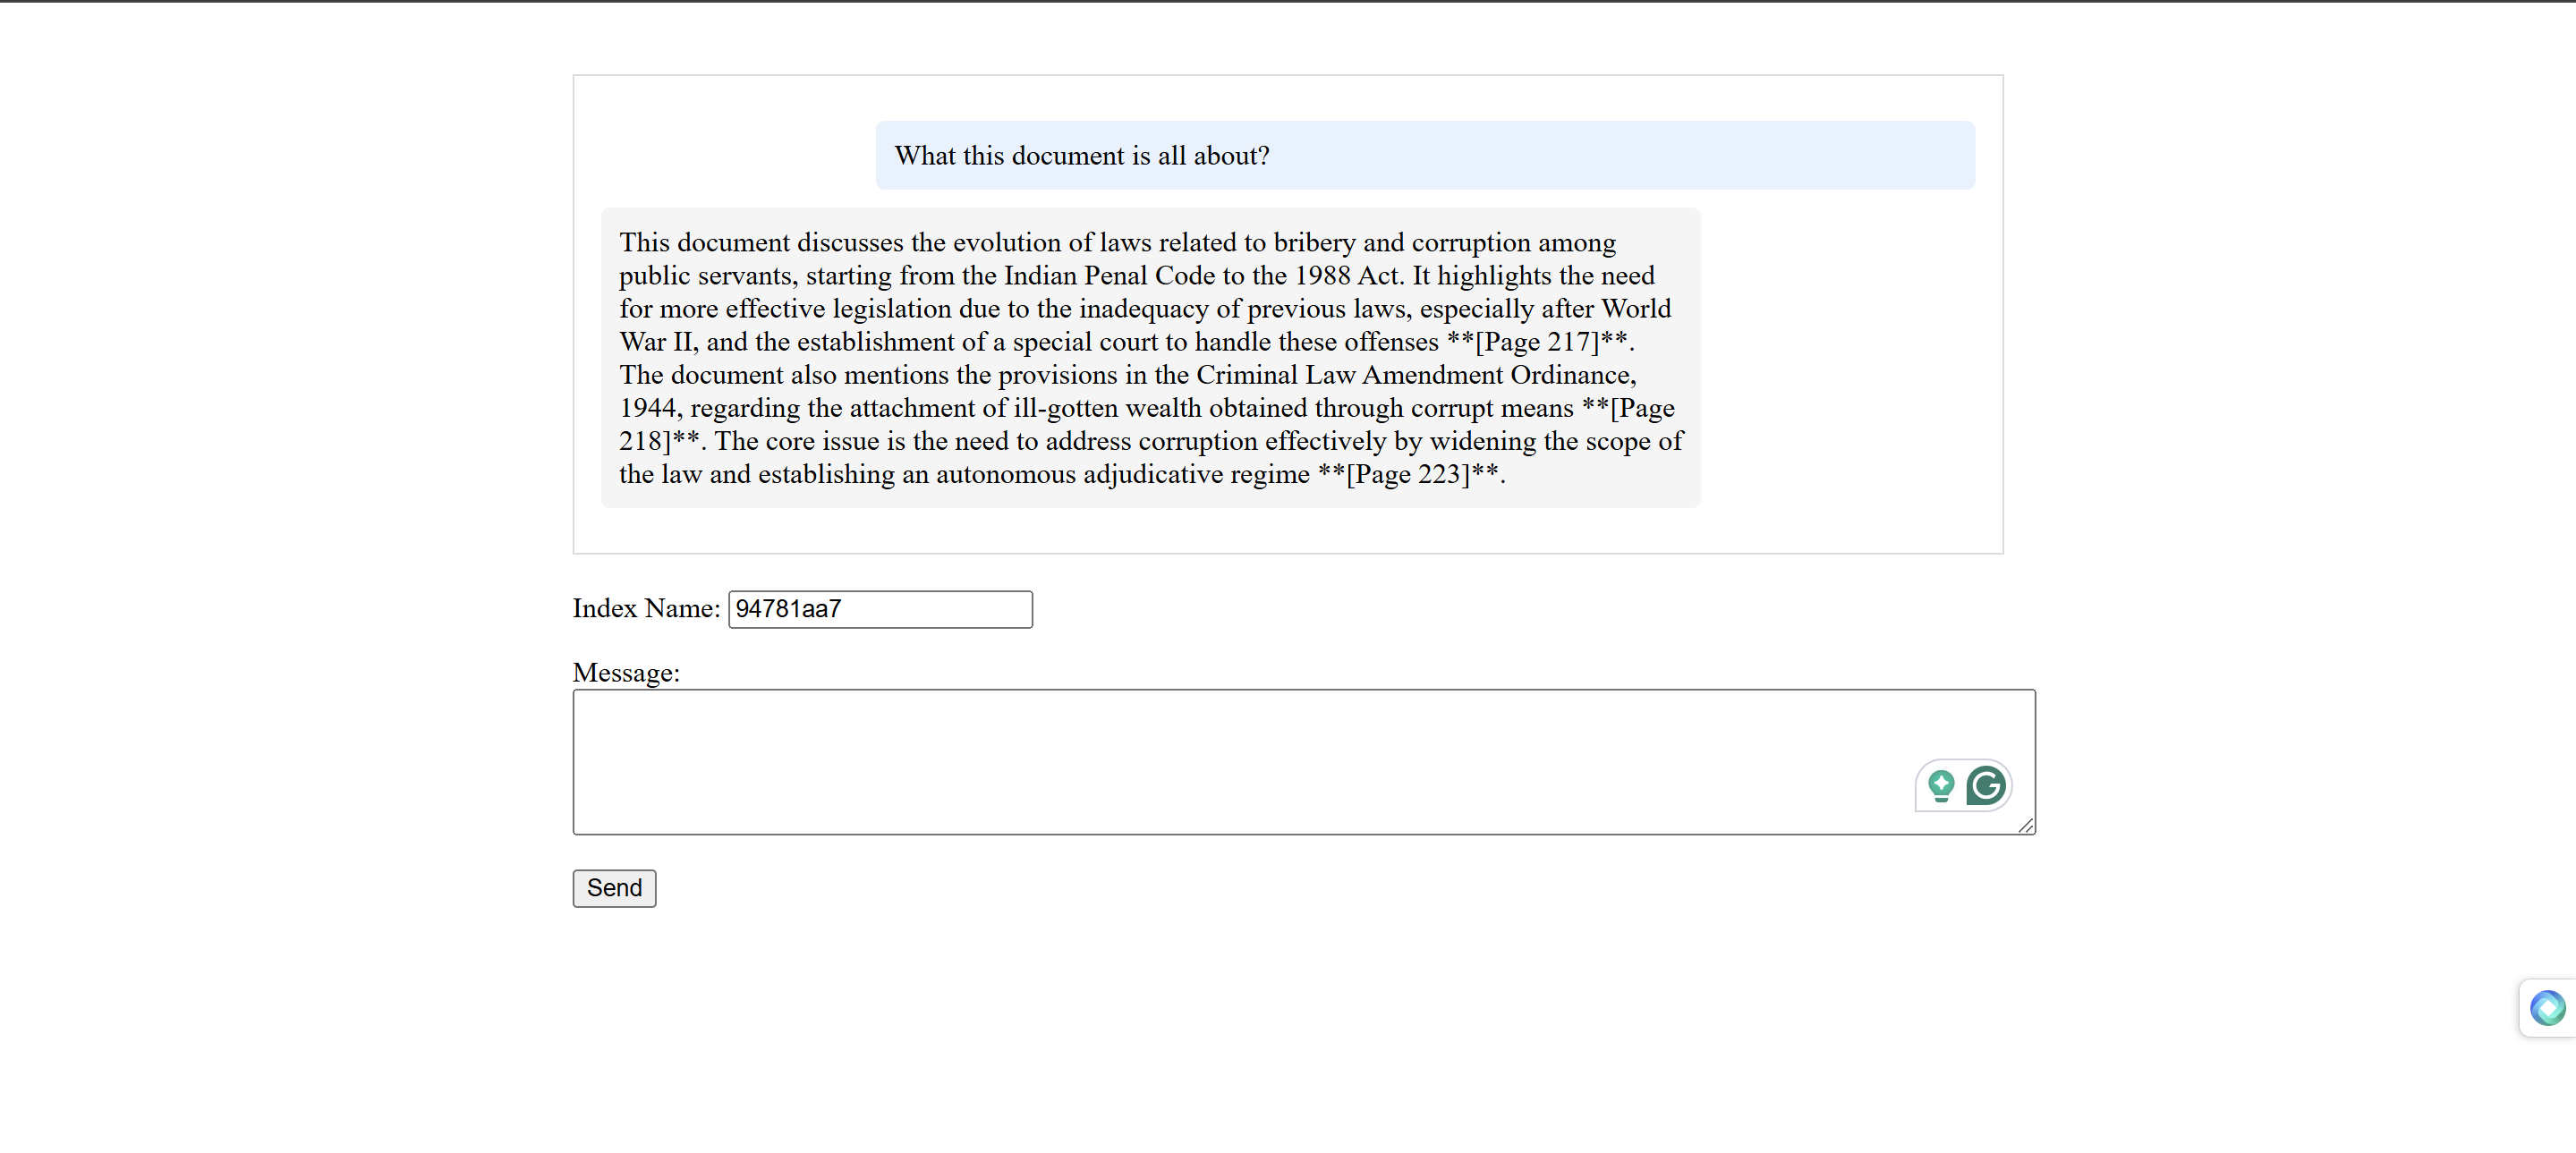 What this document is all about?
This document discusses the evolution of laws related to bribery and corruption among
public servants, starting from the Indian Penal Code to the 1988 Act. It highlights the need
for more effective legislation due to the inadequacy of previous laws, especially after World
War II, and the establishment of a special court to handle these offenses **[Page 217]**.
The document also mentions the provisions in the Criminal Law Amendment Ordinance,
1944, regarding the attachment of ill-gotten wealth obtained through corrupt means **[Page
218]**. The core issue is the need to address corruption effectively by widening the scope of
the law and establishing an autonomous adjudicative regime **[Page 223]**.
Index Name: 94781aa7
Message:
Send